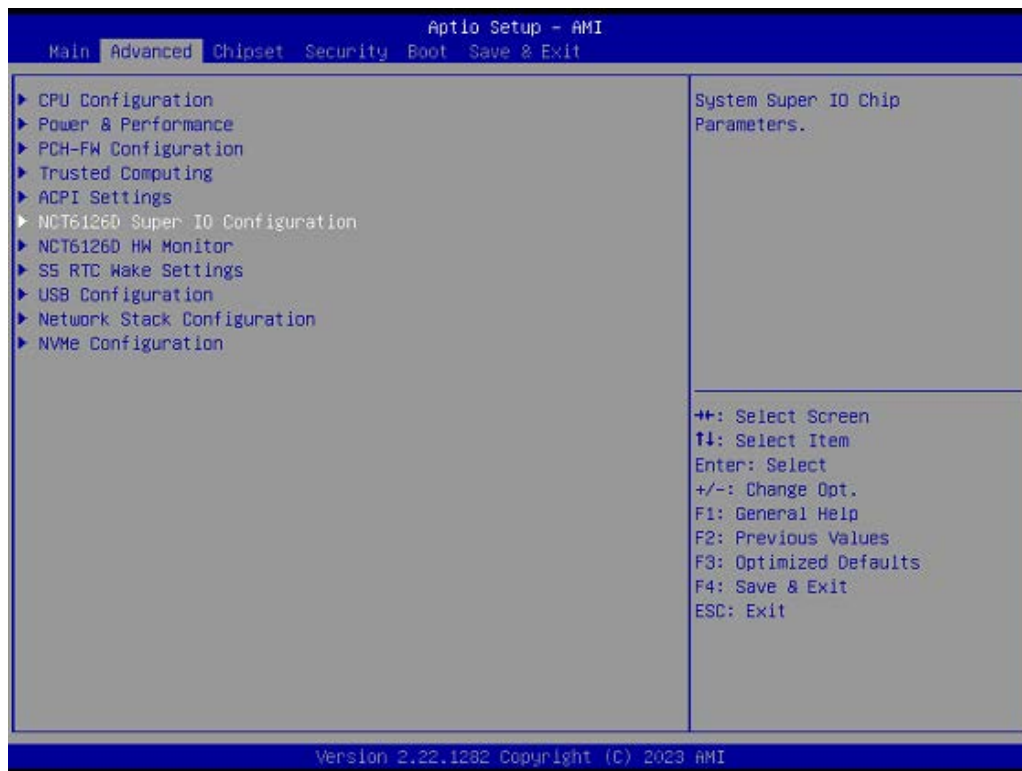 Aptio Setup - AMI
Main Advanced Chipset Security Boot Save & Exit
▶ CPU Configuration
▶ Power & Performance
▶ PCH-FW Configuration
▶ Trusted Computing
▶ ACPI Settings
▶ NCT6126D Super IO Configuration
▶ NCT6126D HW Monitor
▶ S5 RTC Wake Settings
▶ USB Configuration
▶ Network Stack Configuration
▶ NVMe Configuration
System Super IO Chip
Parameters.
→←: Select Screen
↑↓: Select Item
Enter: Select
+/-: Change Opt.
F1: General Help
F2: Previous Values
F3: Optimized Defaults
F4: Save & Exit
ESC: Exit
Version 2.22.1282 Copyright (C) 2023 AMI